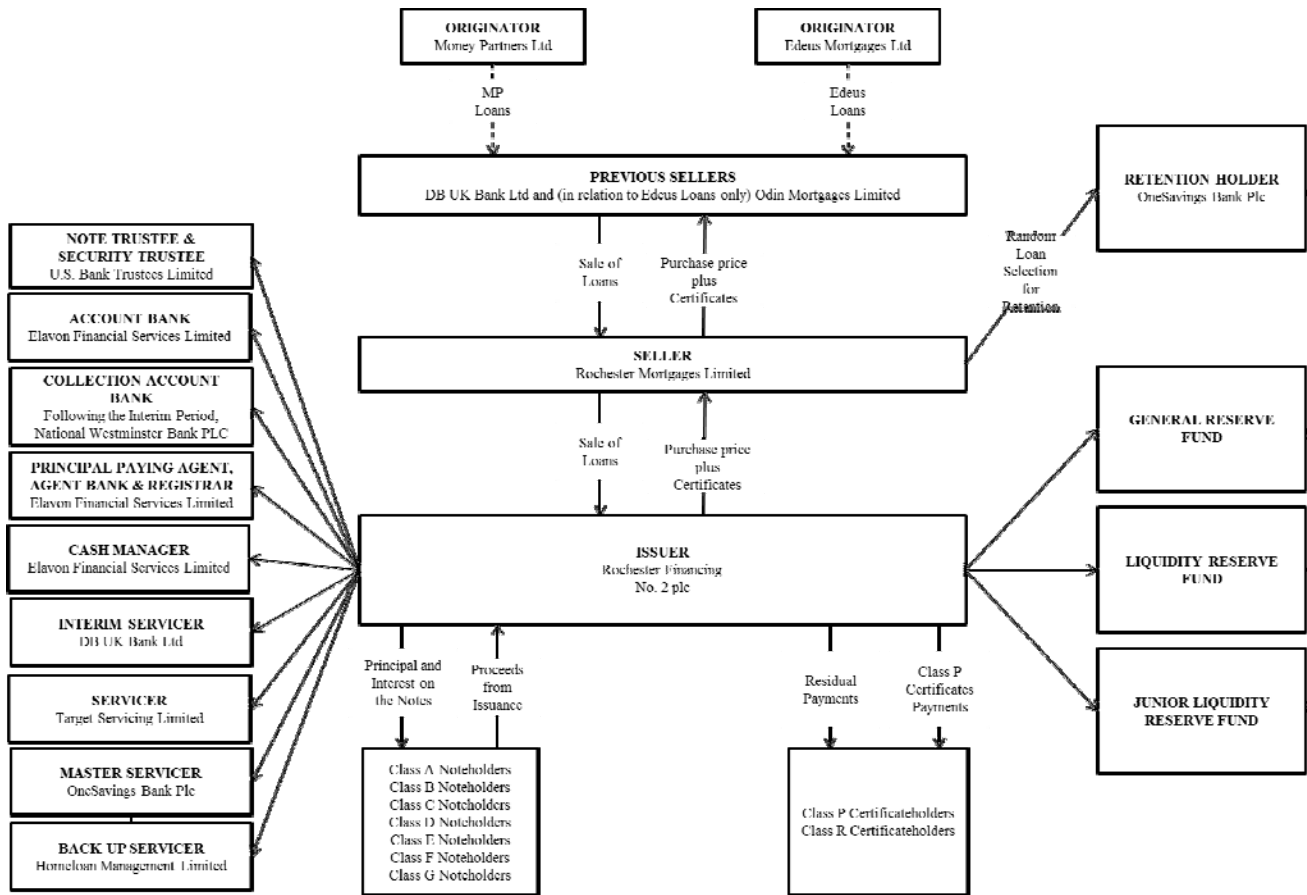 ORIGINATOR
Money Partners Ltd
ORIGINATOR
Edeus Mortgages Ltd
MP
Loans
Edeus
Loans
PREVIOUS SELLERS
DB UK Bank Ltd and (in relation to Edeus Loans only) Odin Mortgages Limited
RETENTION HOLDER
OneSavings Bank Plc
NOTE TRUSTEE &
SECURITY TRUSTEE
U.S. Bank Trustees Limited
Sale of
Loans
Purchase price
plus
Certificates
Random
Loan
Selection
for
Retention
ACCOUNT BANK
Elavon Financial Services Limited
SELLER
Rochester Mortgages Limited
COLLECTION ACCOUNT
BANK
Following the Interim Period,
National Westminster Bank PLC
Sale of
Loans
Purchase price
plus
Certificates
GENERAL RESERVE
FUND
PRINCIPAL PAYING AGENT,
AGENT BANK & REGISTRAR
Elavon Financial Services Limited
CASH MANAGER
Elavon Financial Services Limited
ISSUER
Rochester Financing
No. 2 plc
LIQUIDITY RESERVE
FUND
INTERIM SERVICER
DB UK Bank Ltd
Principal and
Interest on
the Notes
Proceeds
from
Issuance
Residual
Payments
Class P
Certificates
Payments
JUNIOR LIQUIDITY
RESERVE FUND
SERVICER
Target Servicing Limited
MASTER SERVICER
OneSavings Bank Plc
BACK UP SERVICER
Homeloan Management Limited
Class A Noteholders
Class B Noteholders
Class C Noteholders
Class D Noteholders
Class E Noteholders
Class F Noteholders
Class G Noteholders
Class P Certificateholders
Class R Certificateholders